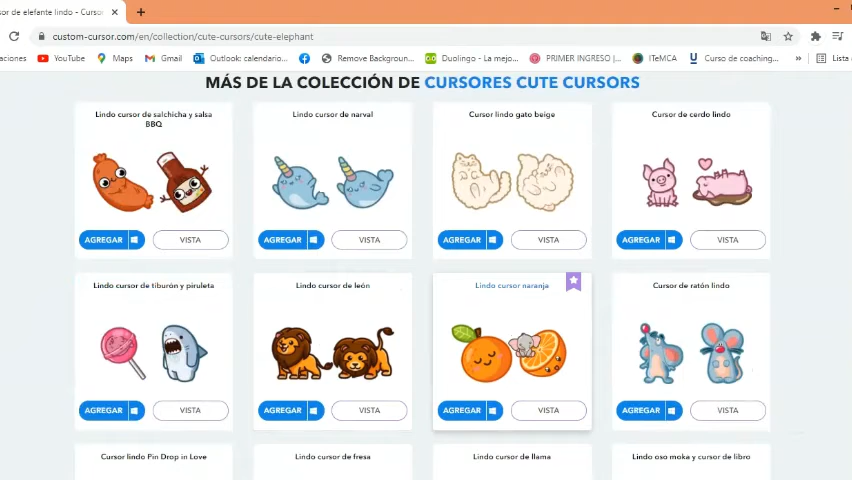 sor de elefante lindo - Curso
custom-cursor.com/en/collection/cute-cursors/cute-elephant
aciones YouTube Maps Gmail Outlook: calendario... Remove Background... Duolingo - La mejo... PRIMER INGRESO |... ITeMCA Curso de coaching... » Lista
MÁS DE LA COLECCIÓN DE CURSORES CUTE CURSORS
Lindo cursor de salchicha y salsa BBQ
Lindo cursor de narval
Cursor lindo gato beige
Cursor de cerdo lindo
AGREGAR VISTA AGREGAR VISTA AGREGAR VISTA AGREGAR VISTA
Lindo cursor de tiburón y piruleta
Lindo cursor de león
Lindo cursor naranja
Cursor de ratón lindo
AGREGAR VISTA AGREGAR VISTA AGREGAR VISTA AGREGAR VISTA
Cursor lindo Pin Drop in Love
Lindo cursor de fresa
Lindo cursor de llama
Lindo oso moka y cursor de libro